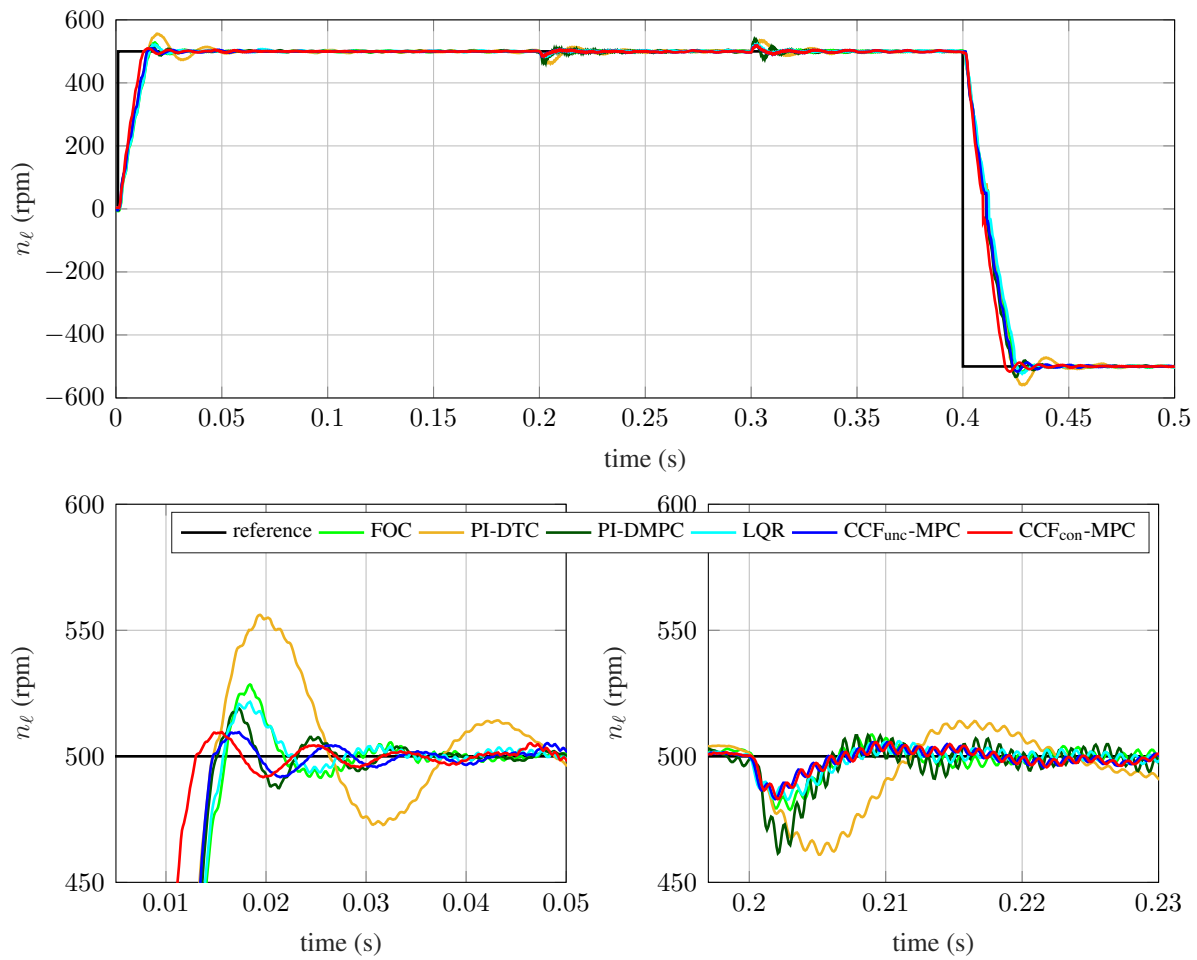 600
400
200
0
−200
−400
−600
n_ℓ (rpm)
0 0.05 0.1 0.15 0.2 0.25 0.3 0.35 0.4 0.45 0.5
time (s)
reference FOC PI-DTC PI-DMPC LQR CCF_unc-MPC CCF_con-MPC
600
550
500
450
n_ℓ (rpm)
0.01 0.02 0.03 0.04 0.05
time (s)
600
550
500
450
n_ℓ (rpm)
0.2 0.21 0.22 0.23
time (s)